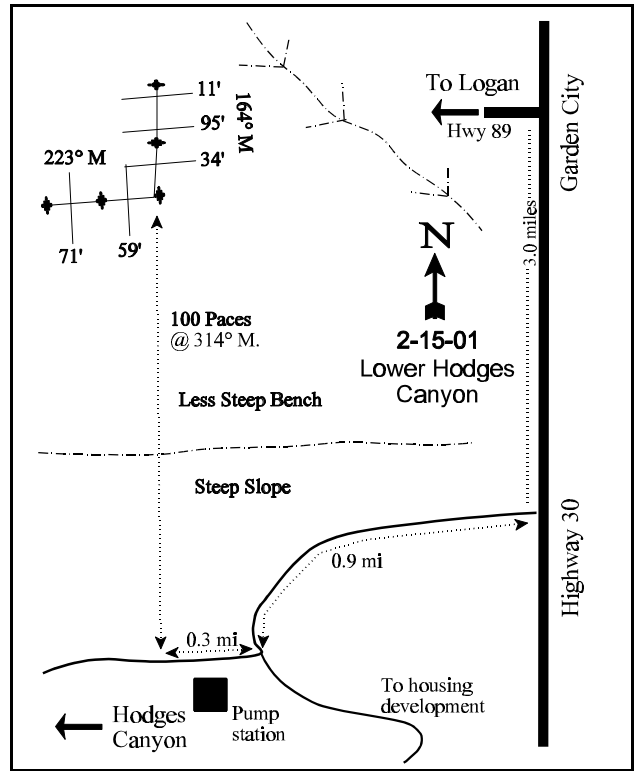 To Logan
Hwy 89
Garden City
11'
164° M
95'
34'
223° M
71'
59'
N
3.0 miles
2-15-01
Lower Hodges
Canyon
100 Paces
@ 314° M.
Less Steep Bench
Steep Slope
Highway 30
0.9 mi
0.3 mi
To housing
development
Hodges
Canyon
Pump
station